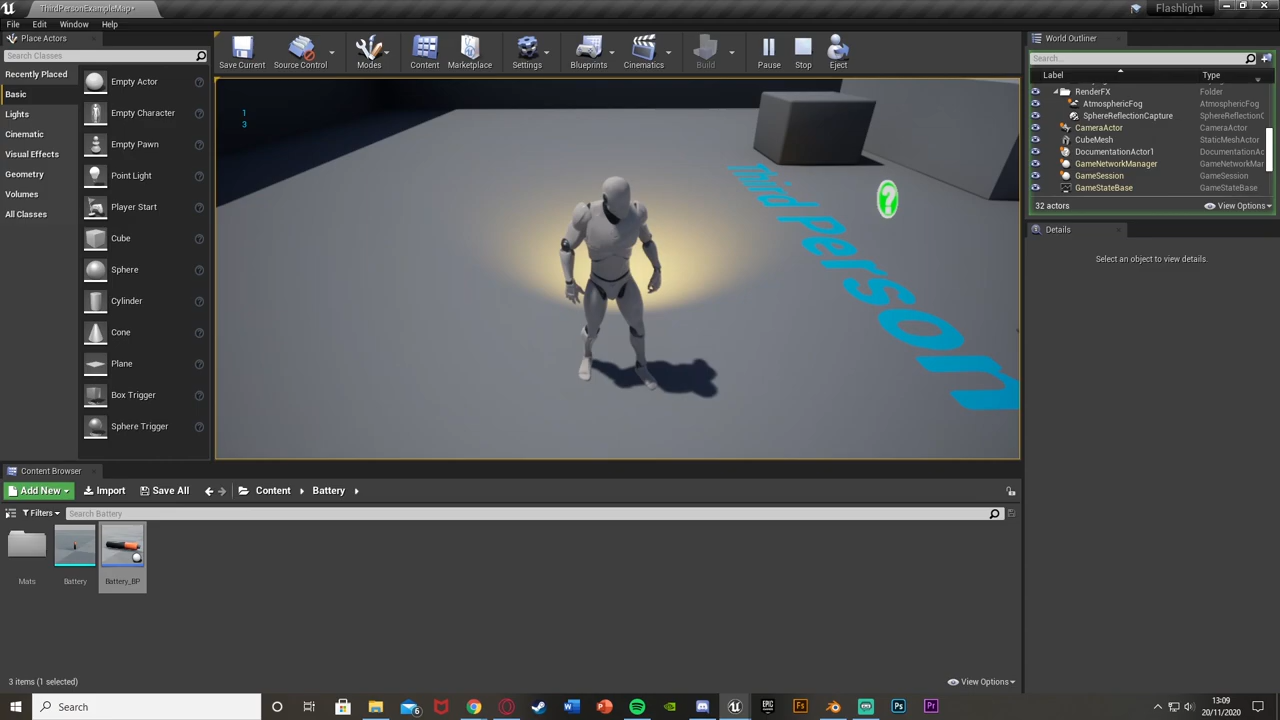 ThirdPersonExampleMap*
Flashlight
File Edit Window Help
Place Actors
Search Classes
Recently Placed
Basic
Lights
Cinematic
Visual Effects
Geometry
Volumes
All Classes
Empty Actor
Empty Character
Empty Pawn
Point Light
Player Start
Cube
Sphere
Cylinder
Cone
Plane
Box Trigger
Sphere Trigger
Save Current
Source Control
Modes
Content
Marketplace
Settings
Blueprints
Cinematics
Build
Pause
Stop
Eject
1
3
Third Person
World Outliner
Search...
Label Type
RenderFX Folder
AtmosphericFog AtmosphericFog
SphereReflectionCapture SphereReflectionC
CameraActor CameraActor
CubeMesh StaticMeshActor
DocumentationActor1 DocumentationAc
GameNetworkManager GameNetworkMar
GameSession GameSession
GameStateBase GameStateBase
32 actors View Options
Details
Select an object to view details.
Content Browser
Add New Import Save All Content Battery
Filters Search Battery
Mats Battery Battery_BP
3 items (1 selected) View Options
Search
13:09
20/11/2020